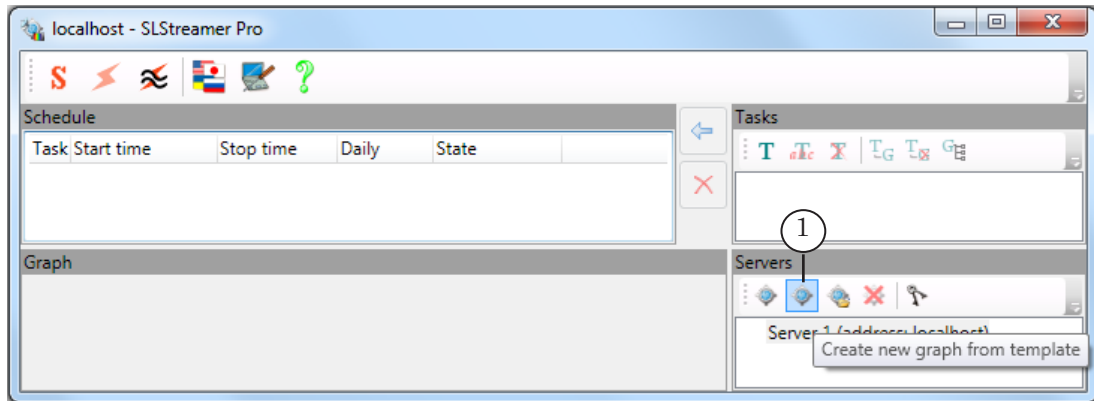 localhost - SLStreamer Pro
S
Schedule
Task Start time Stop time Daily State
Tasks
T abc T T G T G
1
Graph
Servers
Server 1 (address: localhost)
Create new graph from template